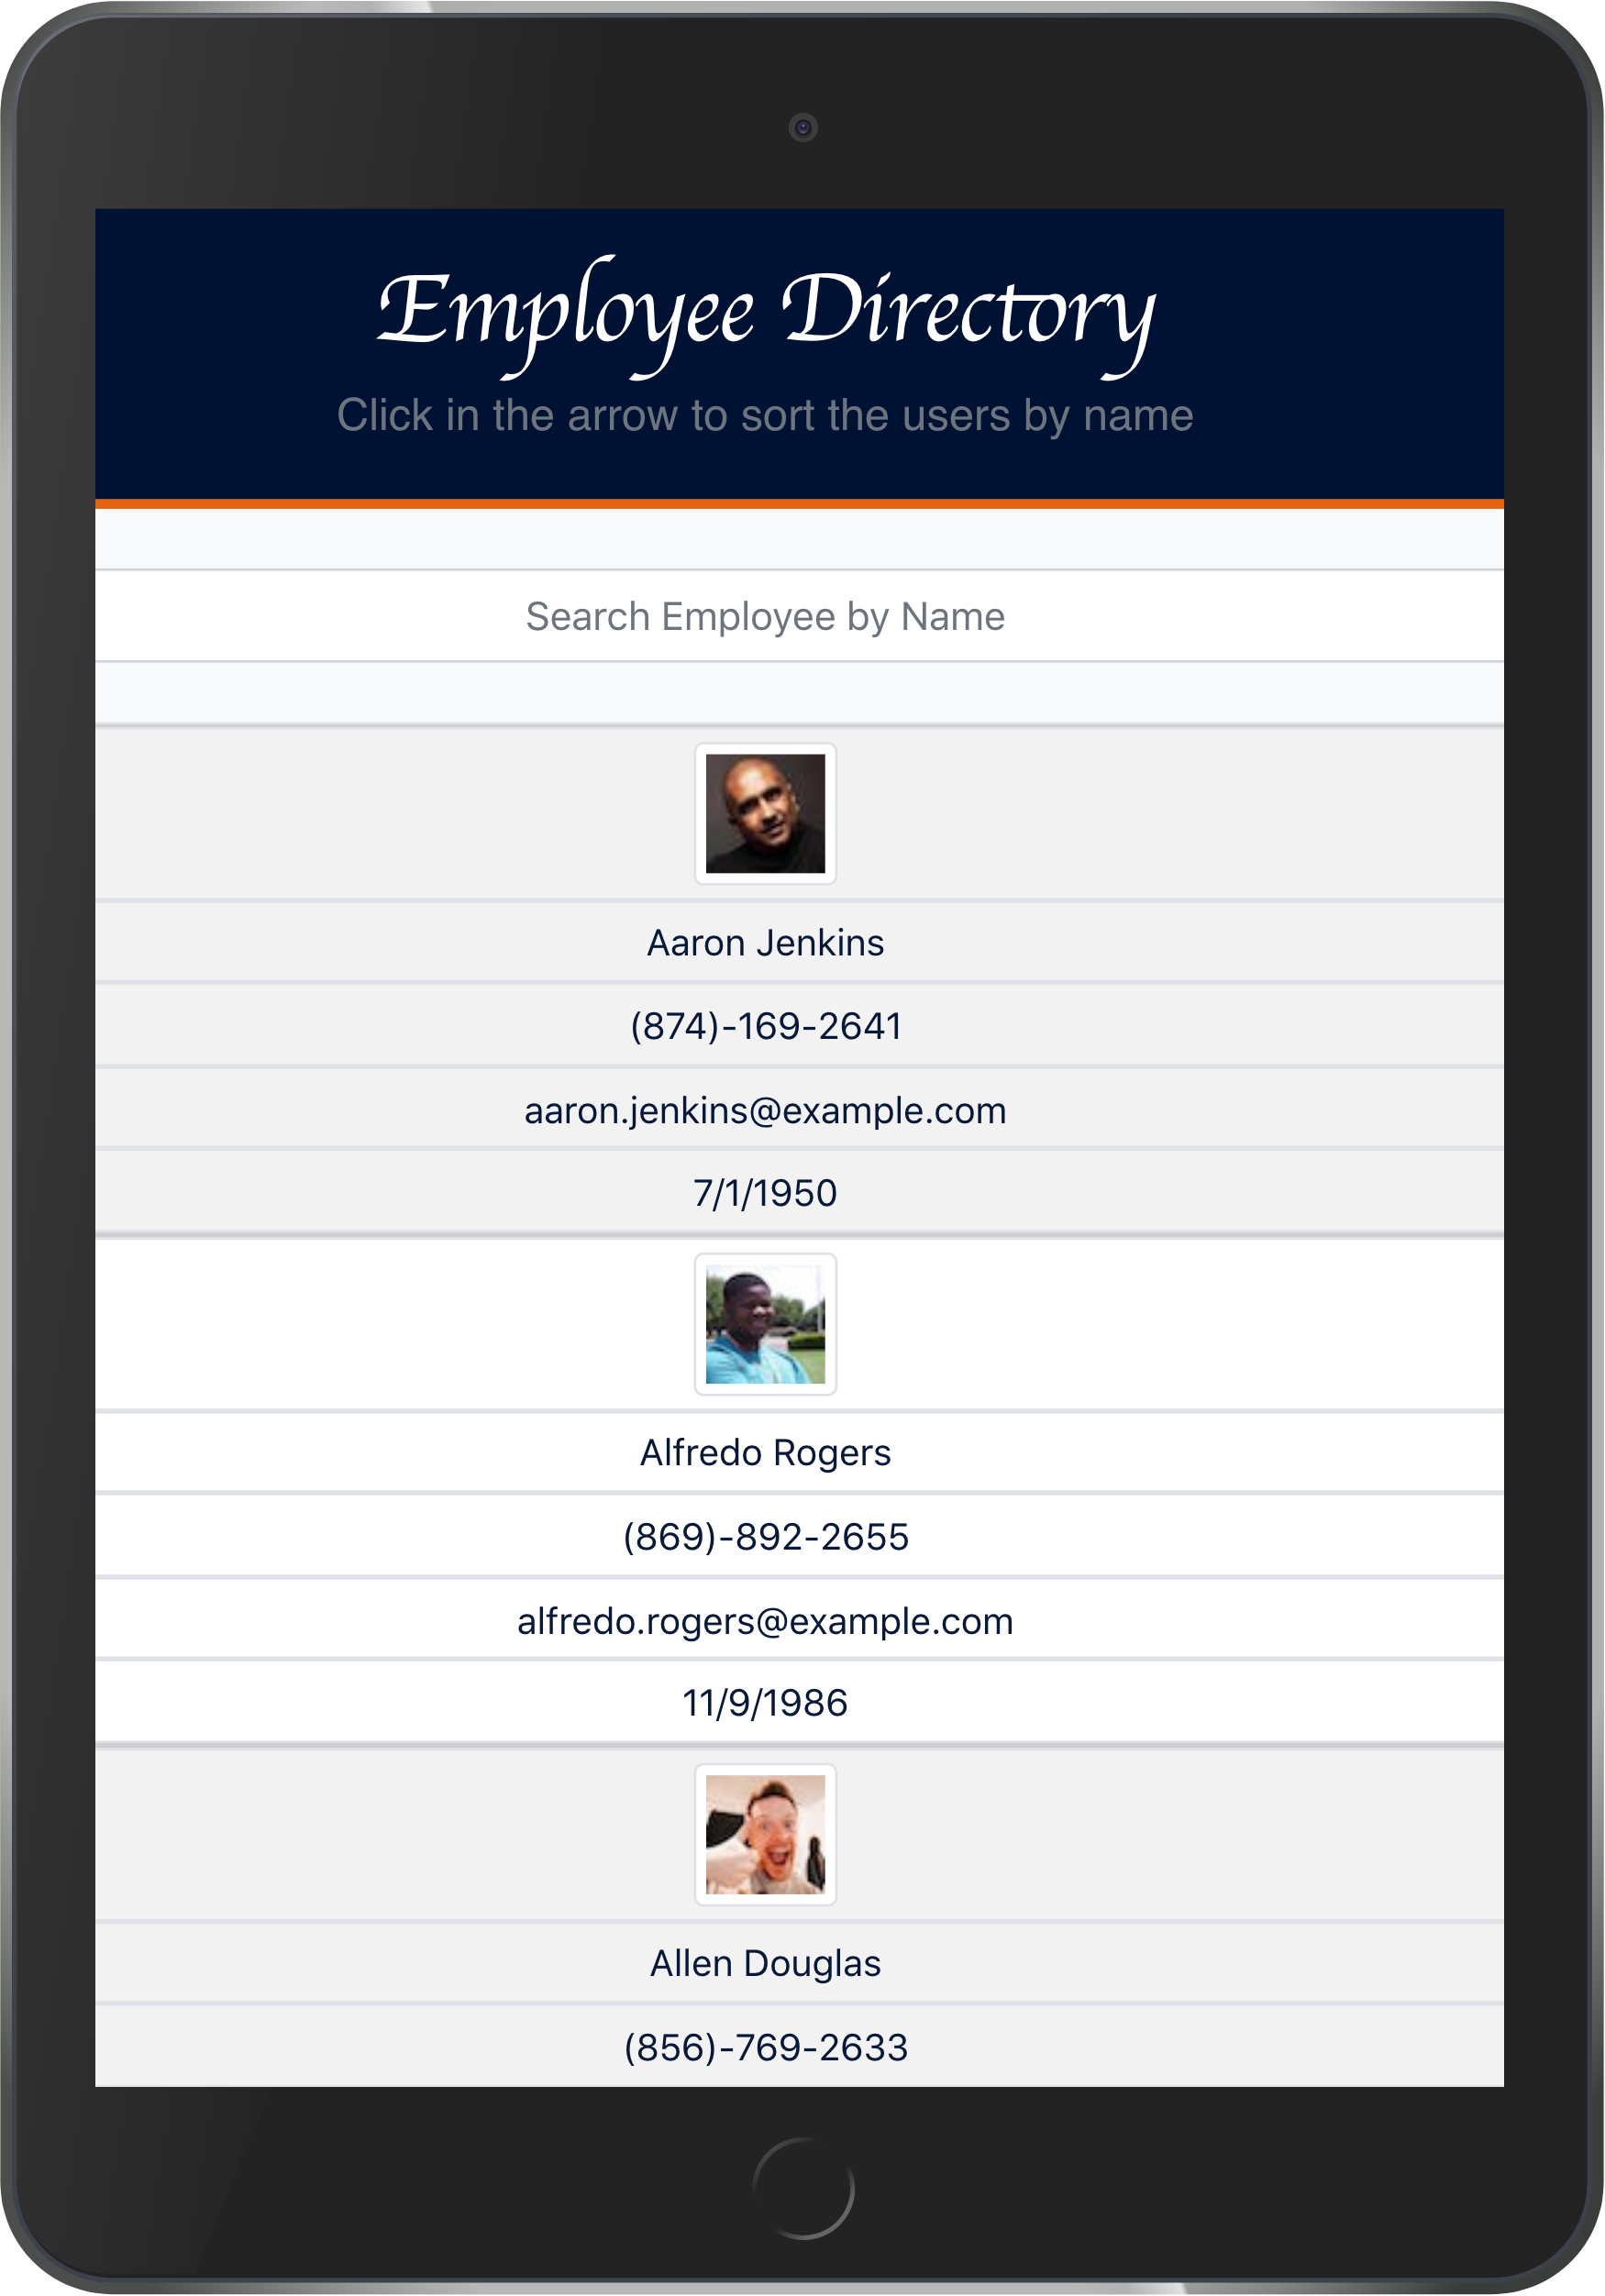 Employee Directory
Click in the arrow to sort the users by name
Search Employee by Name
Aaron Jenkins
(874)-169-2641
aaron.jenkins@example.com
7/1/1950
Alfredo Rogers
(869)-892-2655
alfredo.rogers@example.com
11/9/1986
Allen Douglas
(856)-769-2633